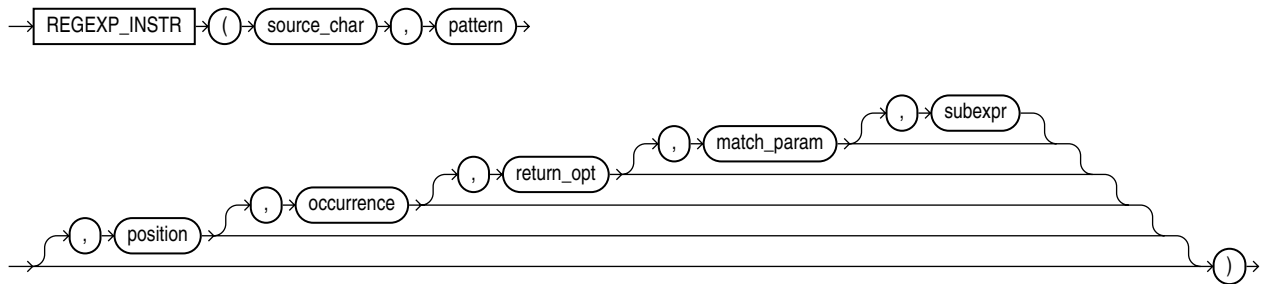 REGEXP_INSTR ( source_char , pattern
, subexpr
, match_param
, return_opt
, occurrence
, position
)